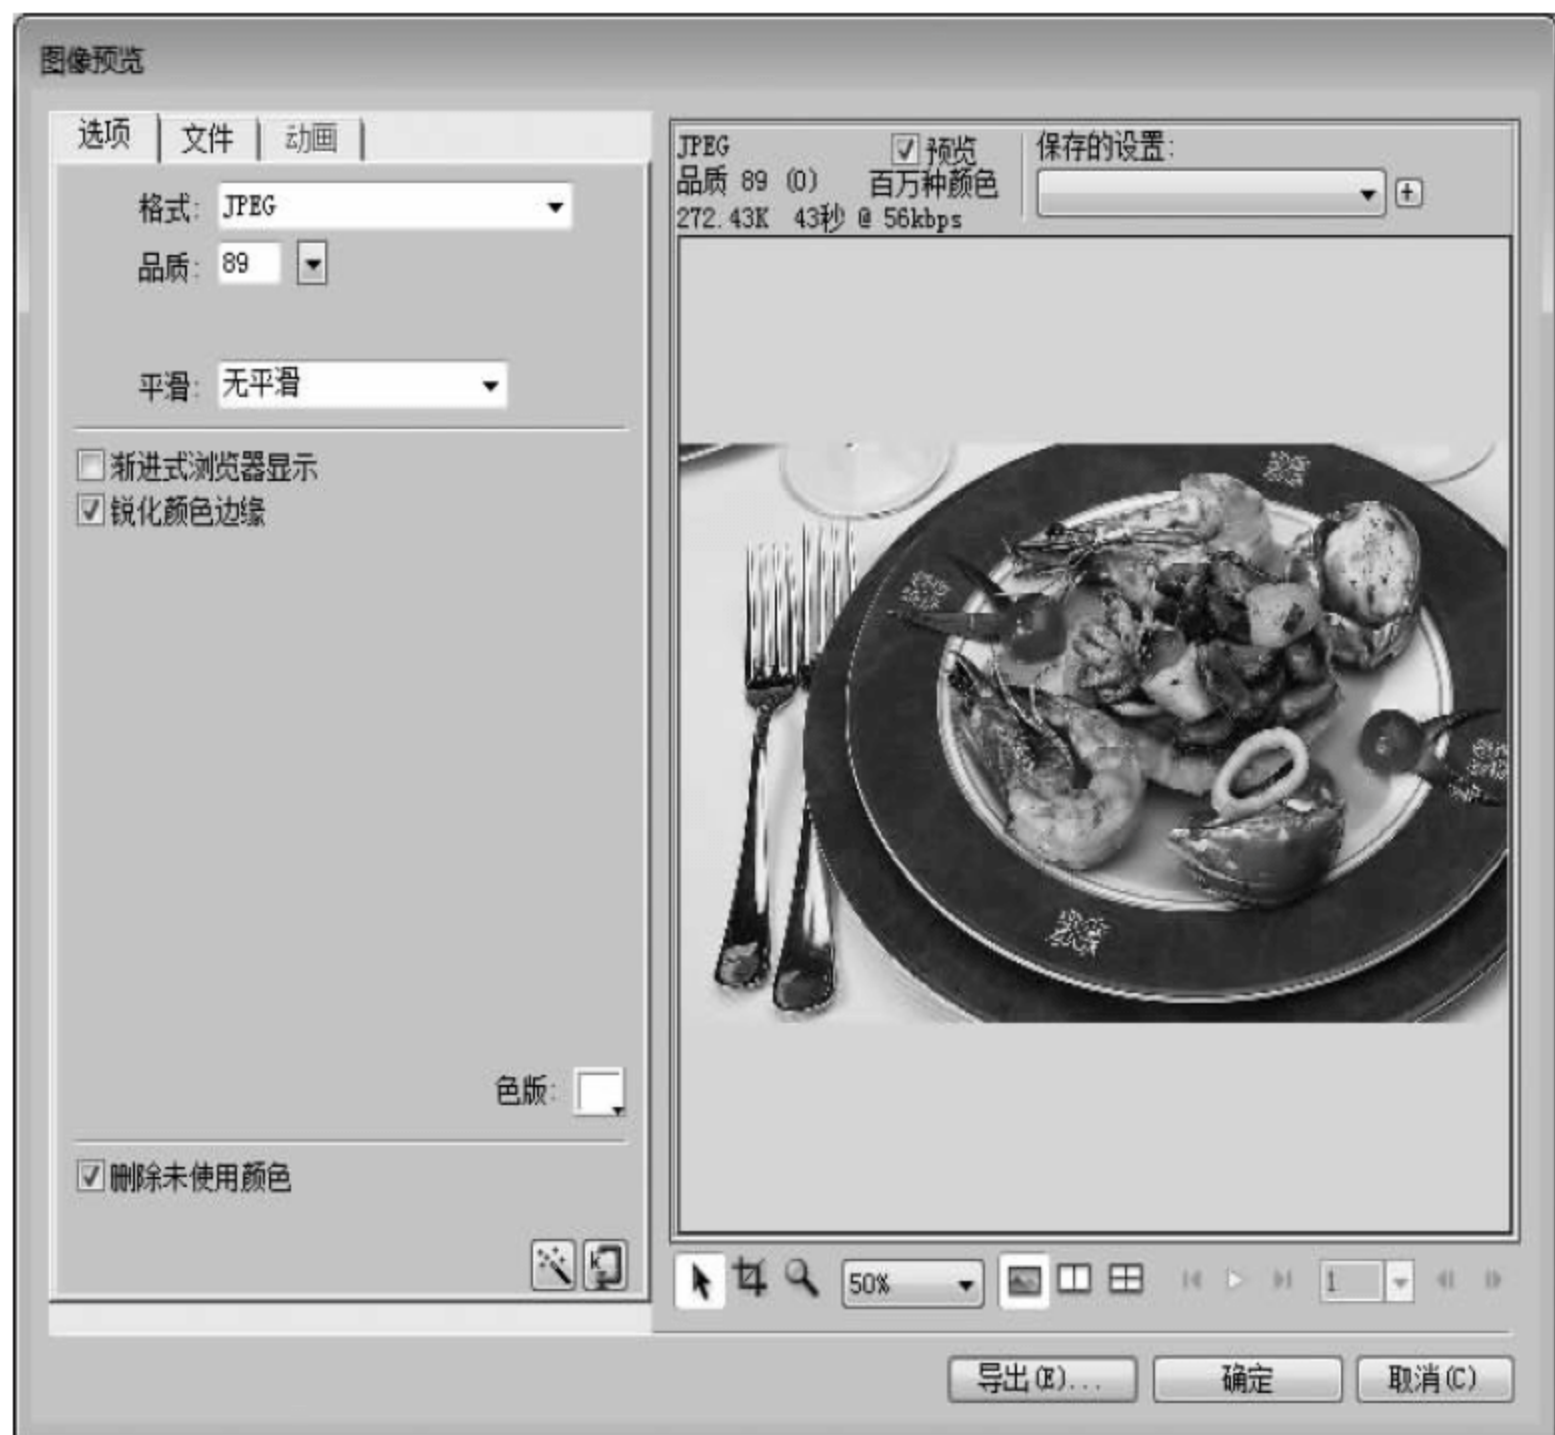 图像预览
选项 文件 动画
格式: JPEG
品质: 89
平滑: 无平滑
渐进式浏览器显示
锐化颜色边缘
色版:
删除未使用颜色
JPEG 预览
品质 89 (0) 百万种颜色
272.43K 43秒 @ 56kbps
保存的设置:
50% 1
导出(E)... 确定 取消(C)